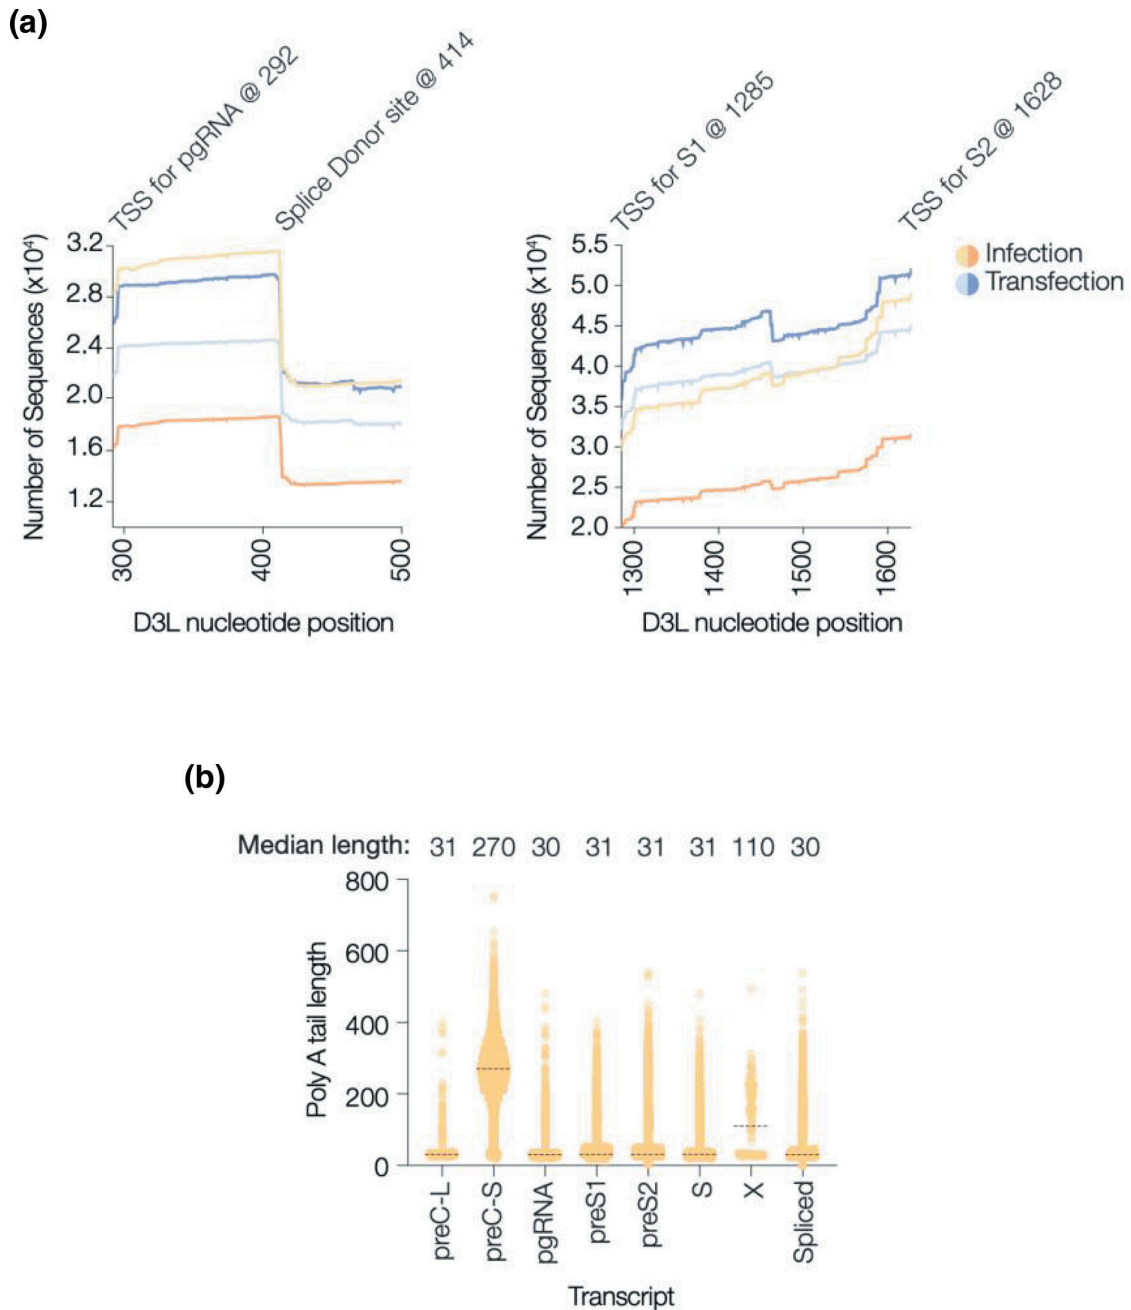 (a)
TSS for pgRNA @ 292
Splice Donor site @ 414
TSS for S1 @ 1285
TSS for S2 @ 1628
Number of Sequences (x10⁴)
3.2
2.8
2.4
2.0
1.6
1.2
300
400
500
D3L nucleotide position
Number of Sequences (x10⁴)
5.5
5.0
4.5
4.0
3.5
3.0
2.5
2.0
1300
1400
1500
1600
D3L nucleotide position
Infection
Transfection
(b)
Median length: 31 270 30 31 31 31 110 30
Poly A tail length
800
600
400
200
0
preC-L
preC-S
pgRNA
preS1
preS2
S
X
Spliced
Transcript